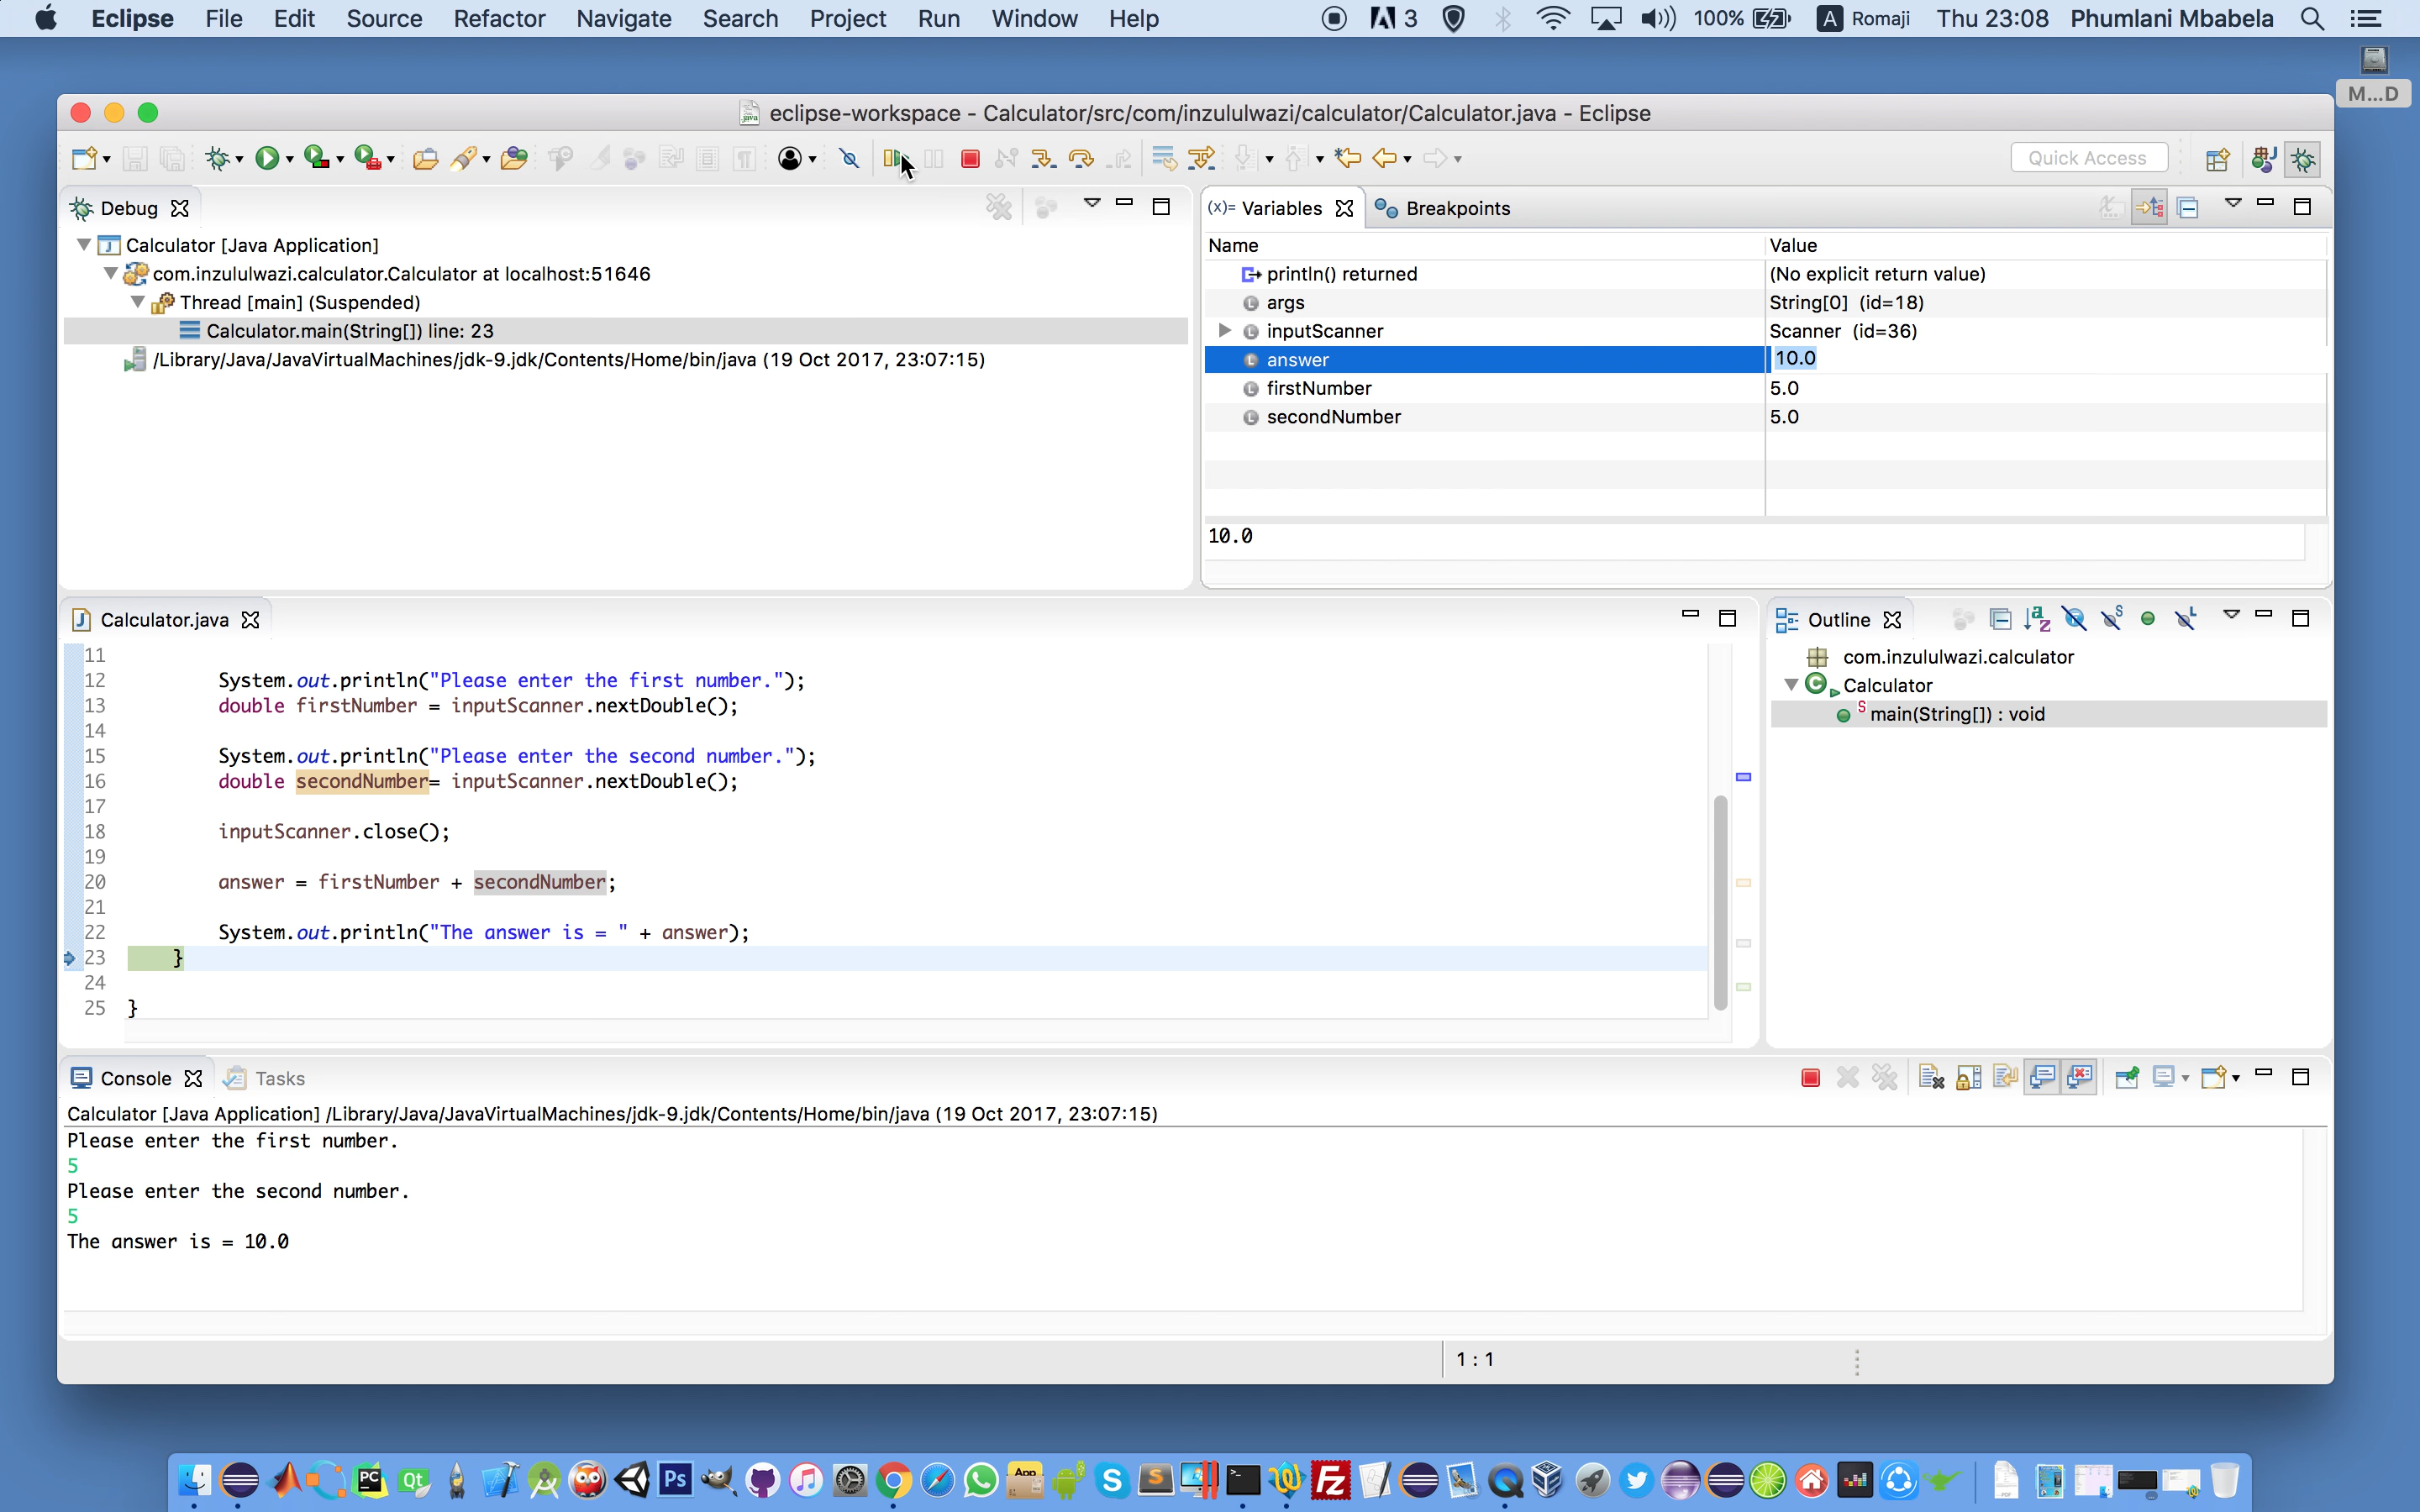 Eclipse File Edit Source Refactor Navigate Search Project Run Window Help 3 100% A Romaji Thu 23:08 Phumlani Mbabela
M...D
eclipse-workspace - Calculator/src/com/inzululwazi/calculator/Calculator.java - Eclipse
Quick Access
Debug
Calculator [Java Application]
com.inzululwazi.calculator.Calculator at localhost:51646
Thread [main] (Suspended)
Calculator.main(String[]) line: 23
/Library/Java/JavaVirtualMachines/jdk-9.jdk/Contents/Home/bin/java (19 Oct 2017, 23:07:15)
(x)= Variables Breakpoints
Name Value
println() returned (No explicit return value)
args String[0] (id=18)
inputScanner Scanner (id=36)
answer 10.0
firstNumber 5.0
secondNumber 5.0
10.0
Calculator.java
11
12 System.out.println("Please enter the first number.");
13 double firstNumber = inputScanner.nextDouble();
14
15 System.out.println("Please enter the second number.");
16 double secondNumber= inputScanner.nextDouble();
17
18 inputScanner.close();
19
20 answer = firstNumber + secondNumber;
21
22 System.out.println("The answer is = " + answer);
23 }
24
25 }
Outline
com.inzululwazi.calculator
Calculator
main(String[]) : void
Console Tasks
Calculator [Java Application] /Library/Java/JavaVirtualMachines/jdk-9.jdk/Contents/Home/bin/java (19 Oct 2017, 23:07:15)
Please enter the first number.
5
Please enter the second number.
5
The answer is = 10.0
1 : 1
PC Qt Ps App S S Fz